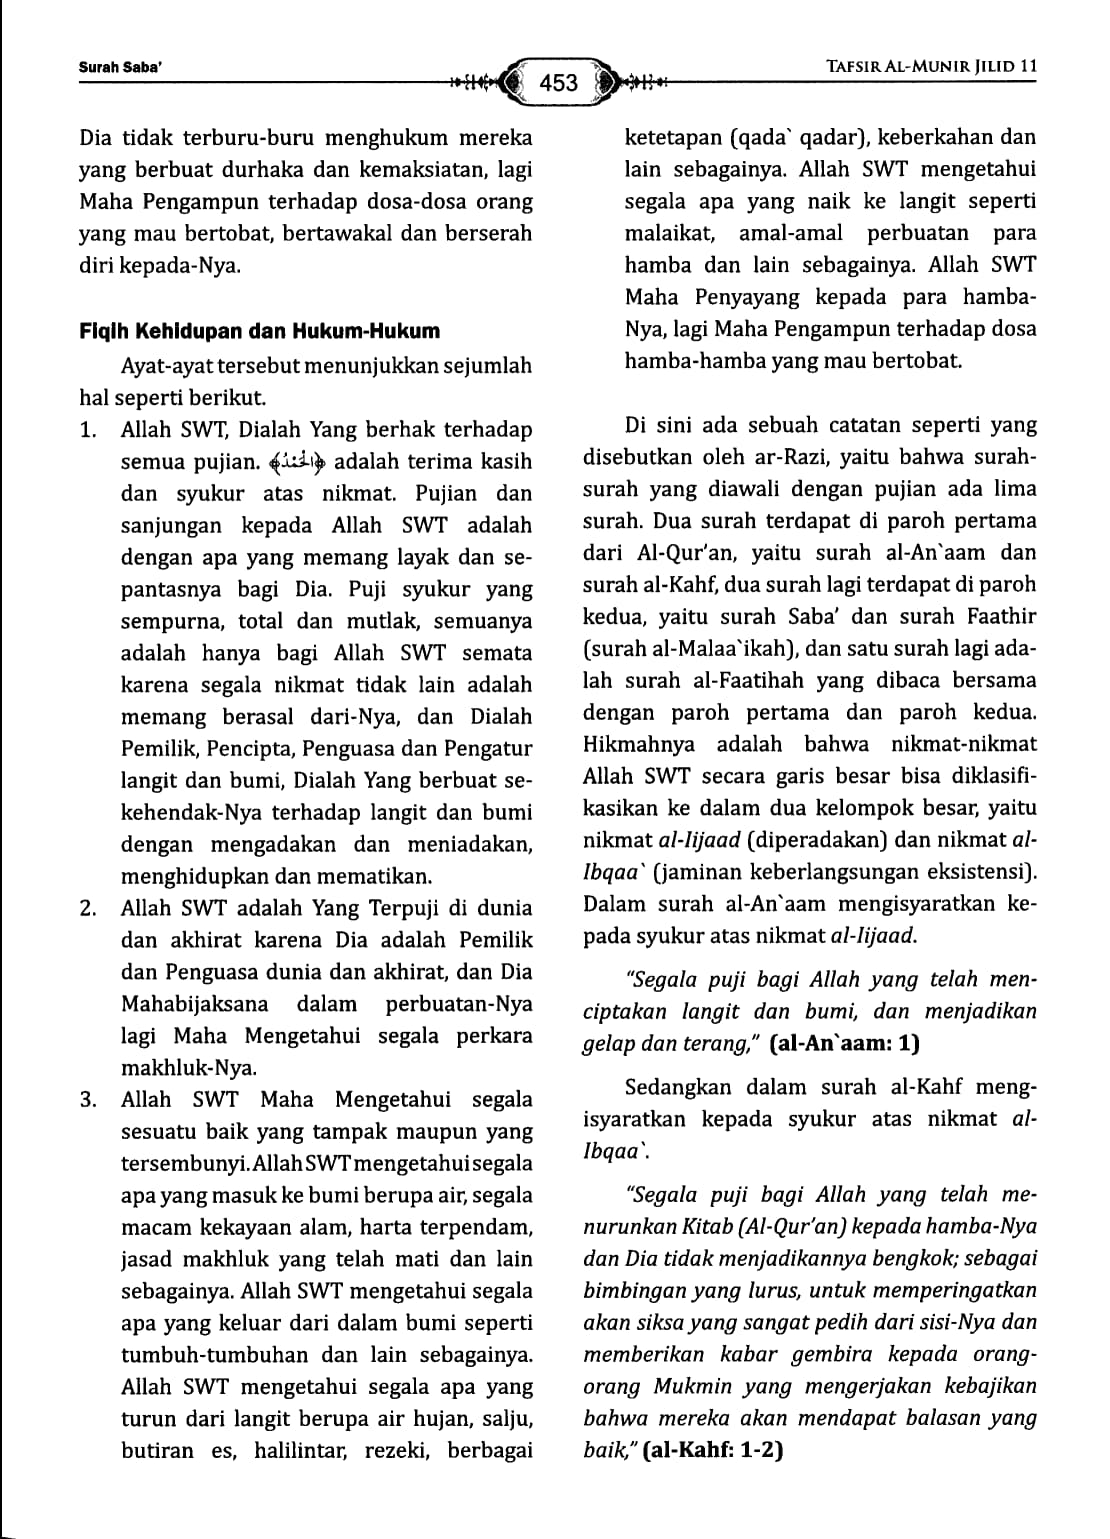 Surah Saba’
453
TAFSIR AL-MUNIR JILID 11
Dia tidak terburu-buru menghukum mereka
yang berbuat durhaka dan kemaksiatan, lagi
Maha Pengampun terhadap dosa-dosa orang
yang mau bertobat, bertawakal dan berserah
diri kepada-Nya.
Fiqih Kehidupan dan Hukum-Hukum
Ayat-ayat tersebut menunjukkan sejumlah
hal seperti berikut.
1. Allah SWT, Dialah Yang berhak terhadap
semua pujian. ﴿الْحَمْدُ﴾ adalah terima kasih
dan syukur atas nikmat. Pujian dan
sanjungan kepada Allah SWT adalah
dengan apa yang memang layak dan se-
pantasnya bagi Dia. Puji syukur yang
sempurna, total dan mutlak, semuanya
adalah hanya bagi Allah SWT semata
karena segala nikmat tidak lain adalah
memang berasal dari-Nya, dan Dialah
Pemilik, Pencipta, Penguasa dan Pengatur
langit dan bumi, Dialah Yang berbuat se-
kehendak-Nya terhadap langit dan bumi
dengan mengadakan dan meniadakan,
menghidupkan dan mematikan.
2. Allah SWT adalah Yang Terpuji di dunia
dan akhirat karena Dia adalah Pemilik
dan Penguasa dunia dan akhirat, dan Dia
Mahabijaksana dalam perbuatan-Nya
lagi Maha Mengetahui segala perkara
makhluk-Nya.
3. Allah SWT Maha Mengetahui segala
sesuatu baik yang tampak maupun yang
tersembunyi. Allah SWT mengetahui segala
apa yang masuk ke bumi berupa air, segala
macam kekayaan alam, harta terpendam,
jasad makhluk yang telah mati dan lain
sebagainya. Allah SWT mengetahui segala
apa yang keluar dari dalam bumi seperti
tumbuh-tumbuhan dan lain sebagainya.
Allah SWT mengetahui segala apa yang
turun dari langit berupa air hujan, salju,
butiran es, halilintar, rezeki, berbagai
ketetapan (qada` qadar), keberkahan dan
lain sebagainya. Allah SWT mengetahui
segala apa yang naik ke langit seperti
malaikat, amal-amal perbuatan para
hamba dan lain sebagainya. Allah SWT
Maha Penyayang kepada para hamba-
Nya, lagi Maha Pengampun terhadap dosa
hamba-hamba yang mau bertobat.
Di sini ada sebuah catatan seperti yang
disebutkan oleh ar-Razi, yaitu bahwa surah-
surah yang diawali dengan pujian ada lima
surah. Dua surah terdapat di paroh pertama
dari Al-Qur’an, yaitu surah al-An`aam dan
surah al-Kahf, dua surah lagi terdapat di paroh
kedua, yaitu surah Saba’ dan surah Faathir
(surah al-Malaa`ikah), dan satu surah lagi ada-
lah surah al-Faatihah yang dibaca bersama
dengan paroh pertama dan paroh kedua.
Hikmahnya adalah bahwa nikmat-nikmat
Allah SWT secara garis besar bisa diklasifi-
kasikan ke dalam dua kelompok besar, yaitu
nikmat al-Iijaad (diperadakan) dan nikmat al-
Ibqaa` (jaminan keberlangsungan eksistensi).
Dalam surah al-An`aam mengisyaratkan ke-
pada syukur atas nikmat al-Iijaad.
“Segala puji bagi Allah yang telah men-
ciptakan langit dan bumi, dan menjadikan
gelap dan terang,” (al-An`aam: 1)
Sedangkan dalam surah al-Kahf meng-
isyaratkan kepada syukur atas nikmat al-
Ibqaa`.
“Segala puji bagi Allah yang telah me-
nurunkan Kitab (Al-Qur’an) kepada hamba-Nya
dan Dia tidak menjadikannya bengkok; sebagai
bimbingan yang lurus, untuk memperingatkan
akan siksa yang sangat pedih dari sisi-Nya dan
memberikan kabar gembira kepada orang-
orang Mukmin yang mengerjakan kebajikan
bahwa mereka akan mendapat balasan yang
baik,” (al-Kahf: 1-2)